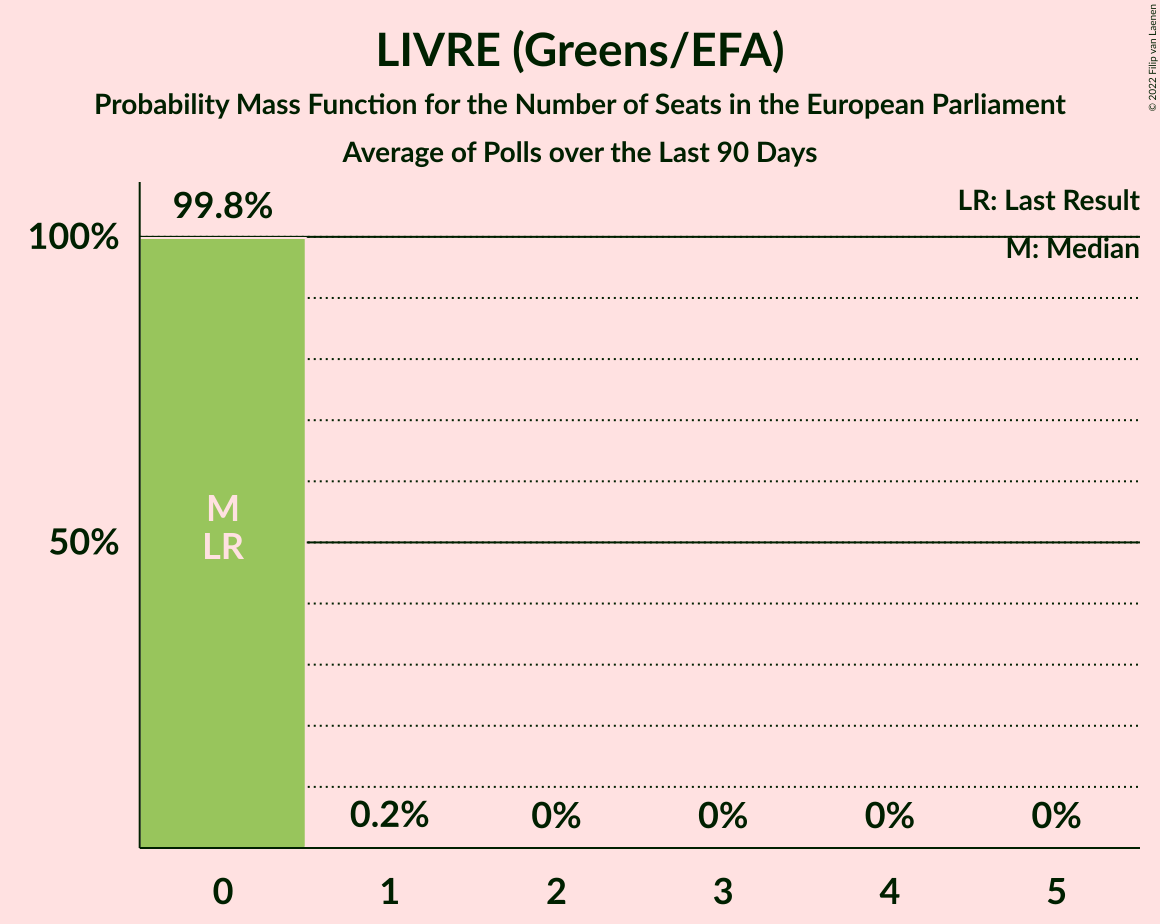 LIVRE (Greens/EFA)
Probability Mass Function for the Number of Seats in the European Parliament
Average of Polls over the Last 90 Days
© 2022 Filip van Laenen
LR: Last Result
M: Median
99.8%
100%
50%
M
LR
0.2%
0%
0%
0%
0%
0
1
2
3
4
5